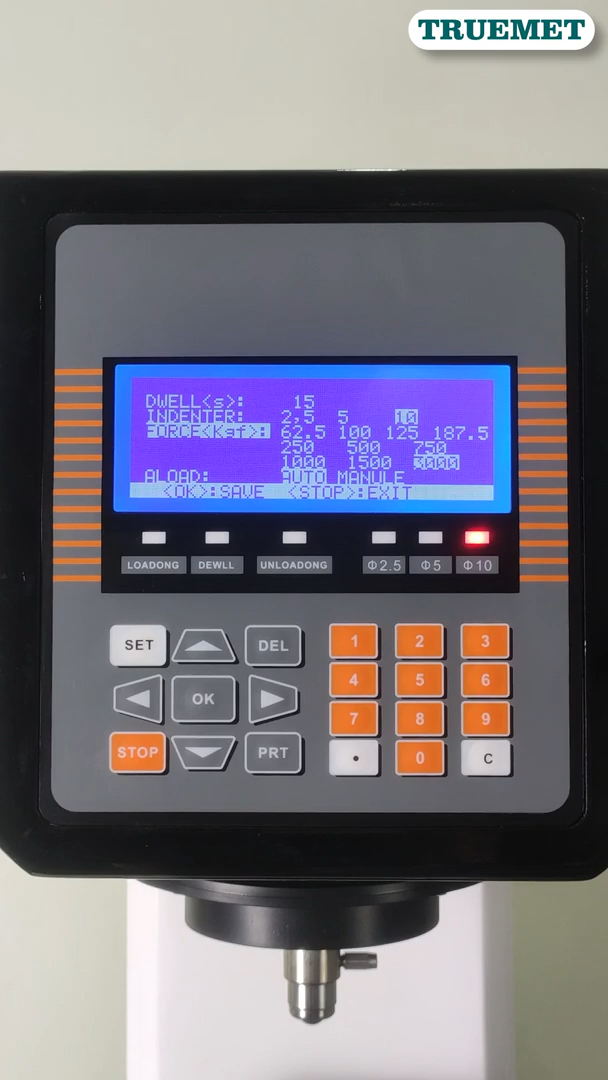 TRUEMET
DWELL<s>: 15
INDENTER: 2,5 5 10
FORCE<Kgf>: 62.5 100 125 187.5
250 500 750
1000 1500 3000
ALOAD: AUTO MANULE
<OK>:SAVE <STOP>:EXIT
LOADONG DEWLL UNLOADONG Φ2.5 Φ5 Φ10
SET DEL 1 2 3
OK 4 5 6
7 8 9
STOP PRT • 0 C